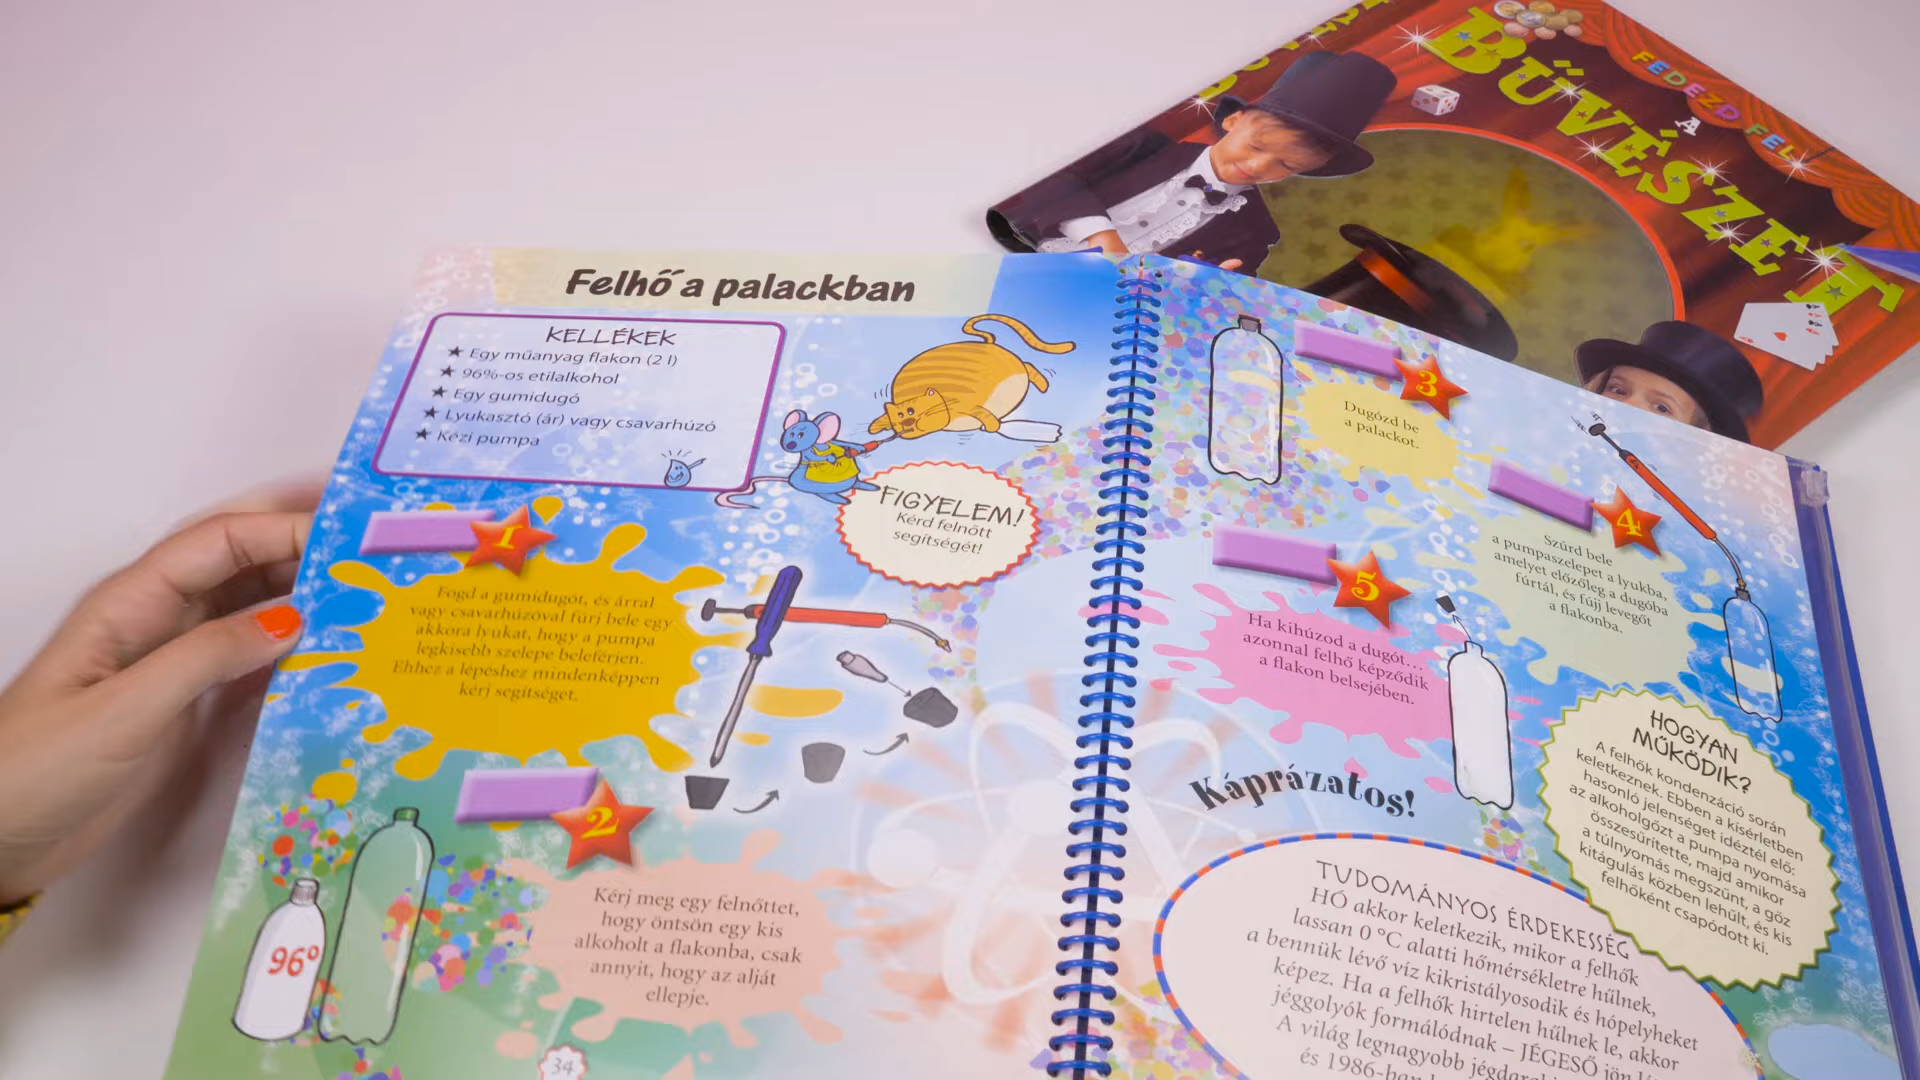 FEDEZD FEL
A
BŰVÉSZET
Felhő a palackban
KELLÉKEK
★ Egy műanyag flakon (2 l)
★ 96%-os etilalkohol
★ Egy gumidugó
★ Lyukasztó (ár) vagy csavarhúzó
★ Kézi pumpa
FIGYELEM!
Kérd felnőtt
segítségét!
1
Fogd a gumidugót, és árral
vagy csavarhúzóval fúrj bele egy
akkora lyukat, hogy a pumpa
legkisebb szelepe beleférjen.
Ehhez a lépéshez mindenképpen
kérj segítséget.
2
Kérj meg egy felnőttet,
hogy öntsön egy kis
alkoholt a flakonba, csak
annyit, hogy az alját
ellepje.
96°
34
3
Dugózd be
a palackot.
4
Szúrd bele
a pumpaszelepet a lyukba,
amelyet előzőleg a dugóba
fúrtál, és fújj levegőt
a flakonba.
5
Ha kihúzod a dugót...
azonnal felhő képződik
a flakon belsejében.
Káprázatos!
HOGYAN
MŰKÖDIK?
A felhők kondenzáció során
keletkeznek. Ebben a kísérletben
hasonló jelenséget idéztél elő:
az alkoholgőzt a pumpa nyomása
összesűrítette, majd amikor
a túlnyomás megszűnt, a gőz
kitágulás közben lehűlt, és kis
felhőként csapódott ki.
TUDOMÁNYOS ÉRDEKESSÉG
HÓ akkor keletkezik, mikor a felhők
lassan 0 °C alatti hőmérsékletre hűlnek,
a bennük lévő víz kikristályosodik és hópelyheket
képez. Ha a felhők hirtelen hűlnek le, akkor
jéggolyók formálódnak – JÉGESŐ jön
A világ legnagyobb
és 1986-ban